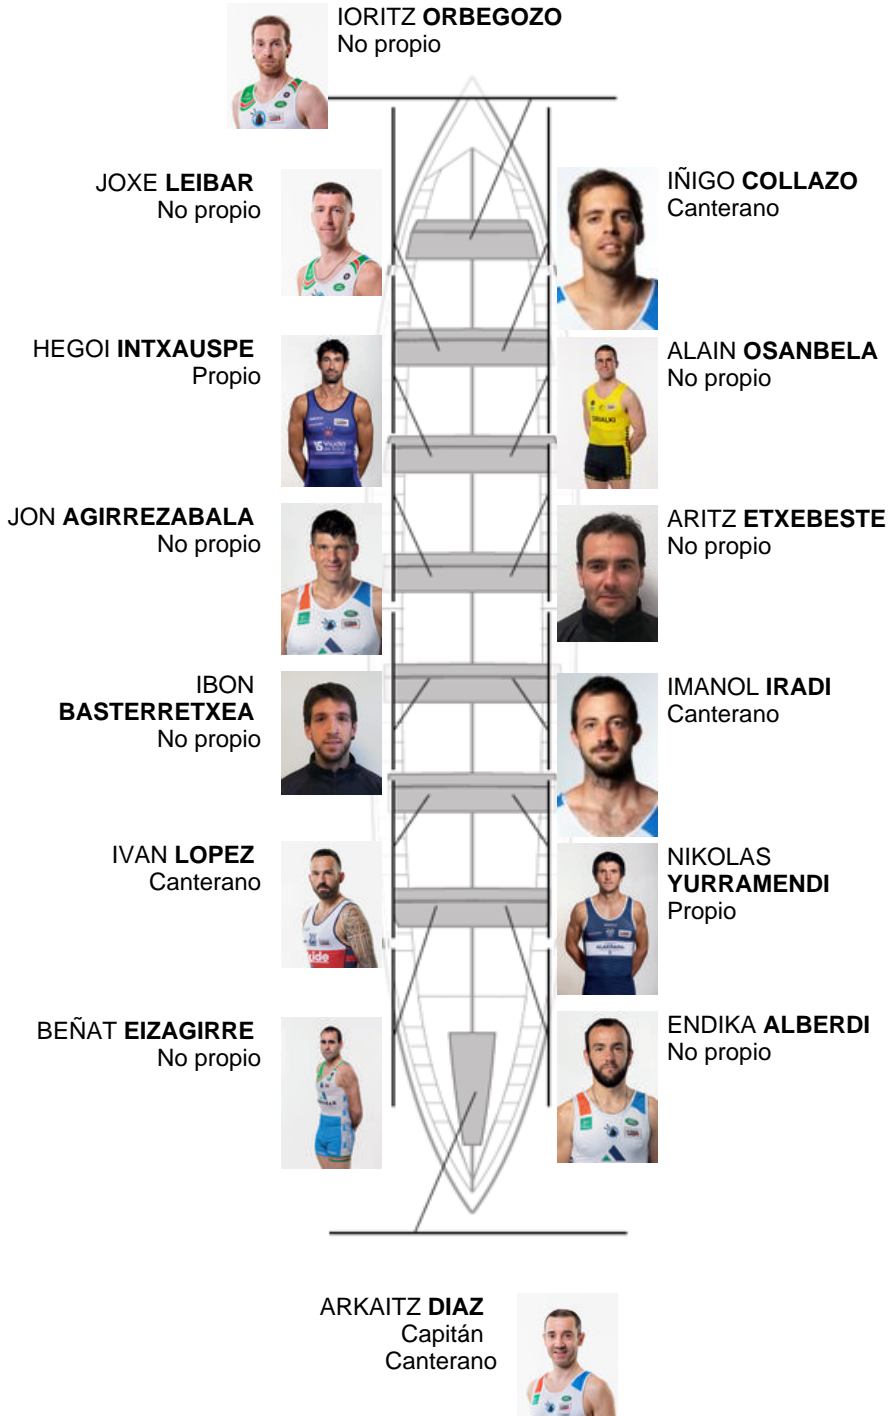 IORITZ ORBEGOZO
No propio
JOXE LEIBAR
No propio
IÑIGO COLLAZO
Canterano
HEGOI INTXAUSPE
Propio
ALAIN OSANBELA
No propio
JON AGIRREZABALA
No propio
ARITZ ETXEBESTE
No propio
IBON
BASTERRETXEA
No propio
IMANOL IRADI
Canterano
IVAN LOPEZ
Canterano
NIKOLAS
YURRAMENDI
Propio
BEÑAT EIZAGIRRE
No propio
ENDIKA ALBERDI
No propio
ARKAITZ DIAZ
Capitán
Canterano